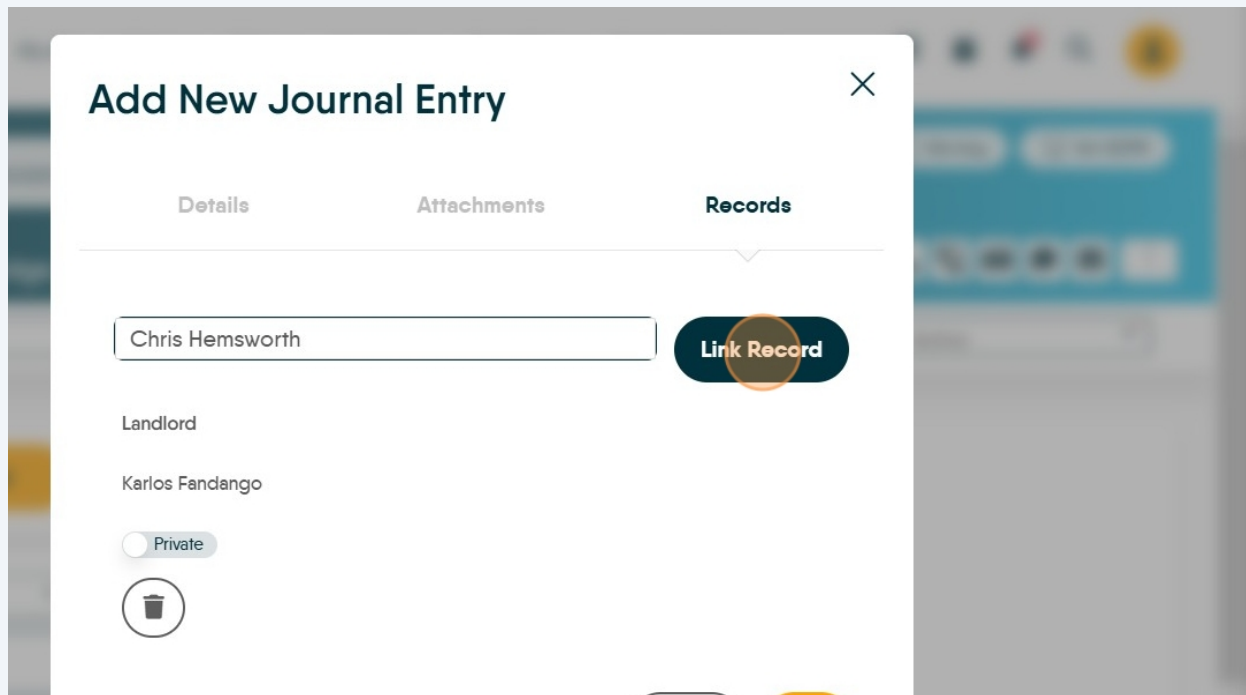 Add New Journal Entry
Details Attachments Records
Chris Hemsworth
Link Record
Landlord
Karlos Fandango
Private